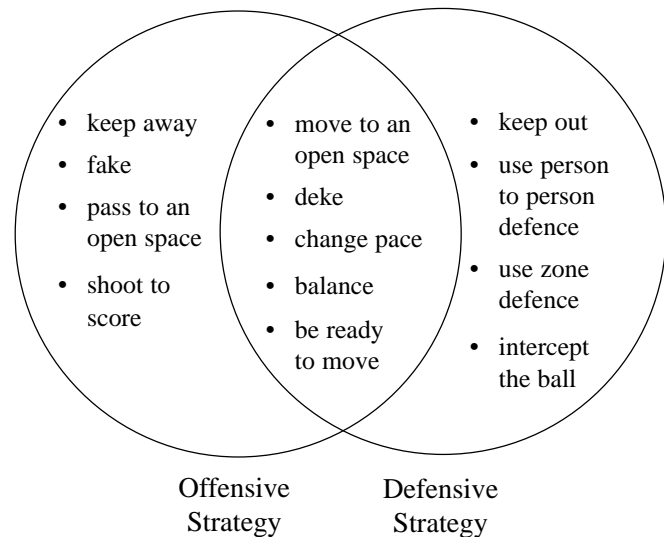 • keep away
• fake
• pass to an
open space
• shoot to
score
• move to an
open space
• deke
• change pace
• balance
• be ready
to move
• keep out
• use person
to person
defence
• use zone
defence
• intercept
the ball
Offensive
Strategy
Defensive
Strategy